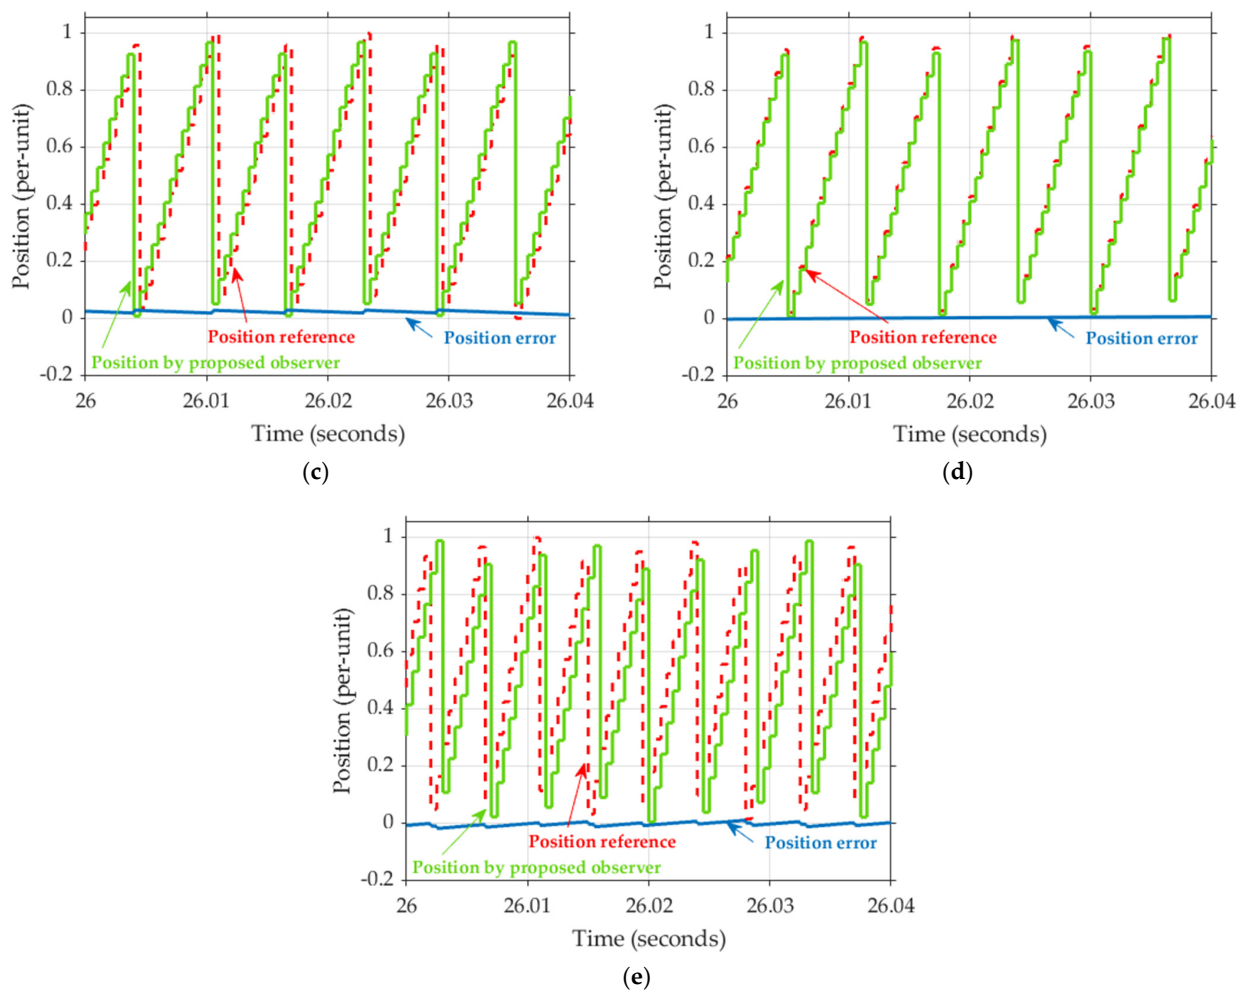 1
0.8
0.6
0.4
0.2
0
-0.2
Position (per-unit)
Position reference
Position error
Position by proposed observer
26 26.01 26.02 26.03 26.04
Time (seconds)
(c)
1
0.8
0.6
0.4
0.2
0
-0.2
Position (per-unit)
Position reference
Position error
Position by proposed observer
26 26.01 26.02 26.03 26.04
Time (seconds)
(d)
1
0.8
0.6
0.4
0.2
0
-0.2
Position (per-unit)
Position reference
Position error
Position by proposed observer
26 26.01 26.02 26.03 26.04
Time (seconds)
(e)